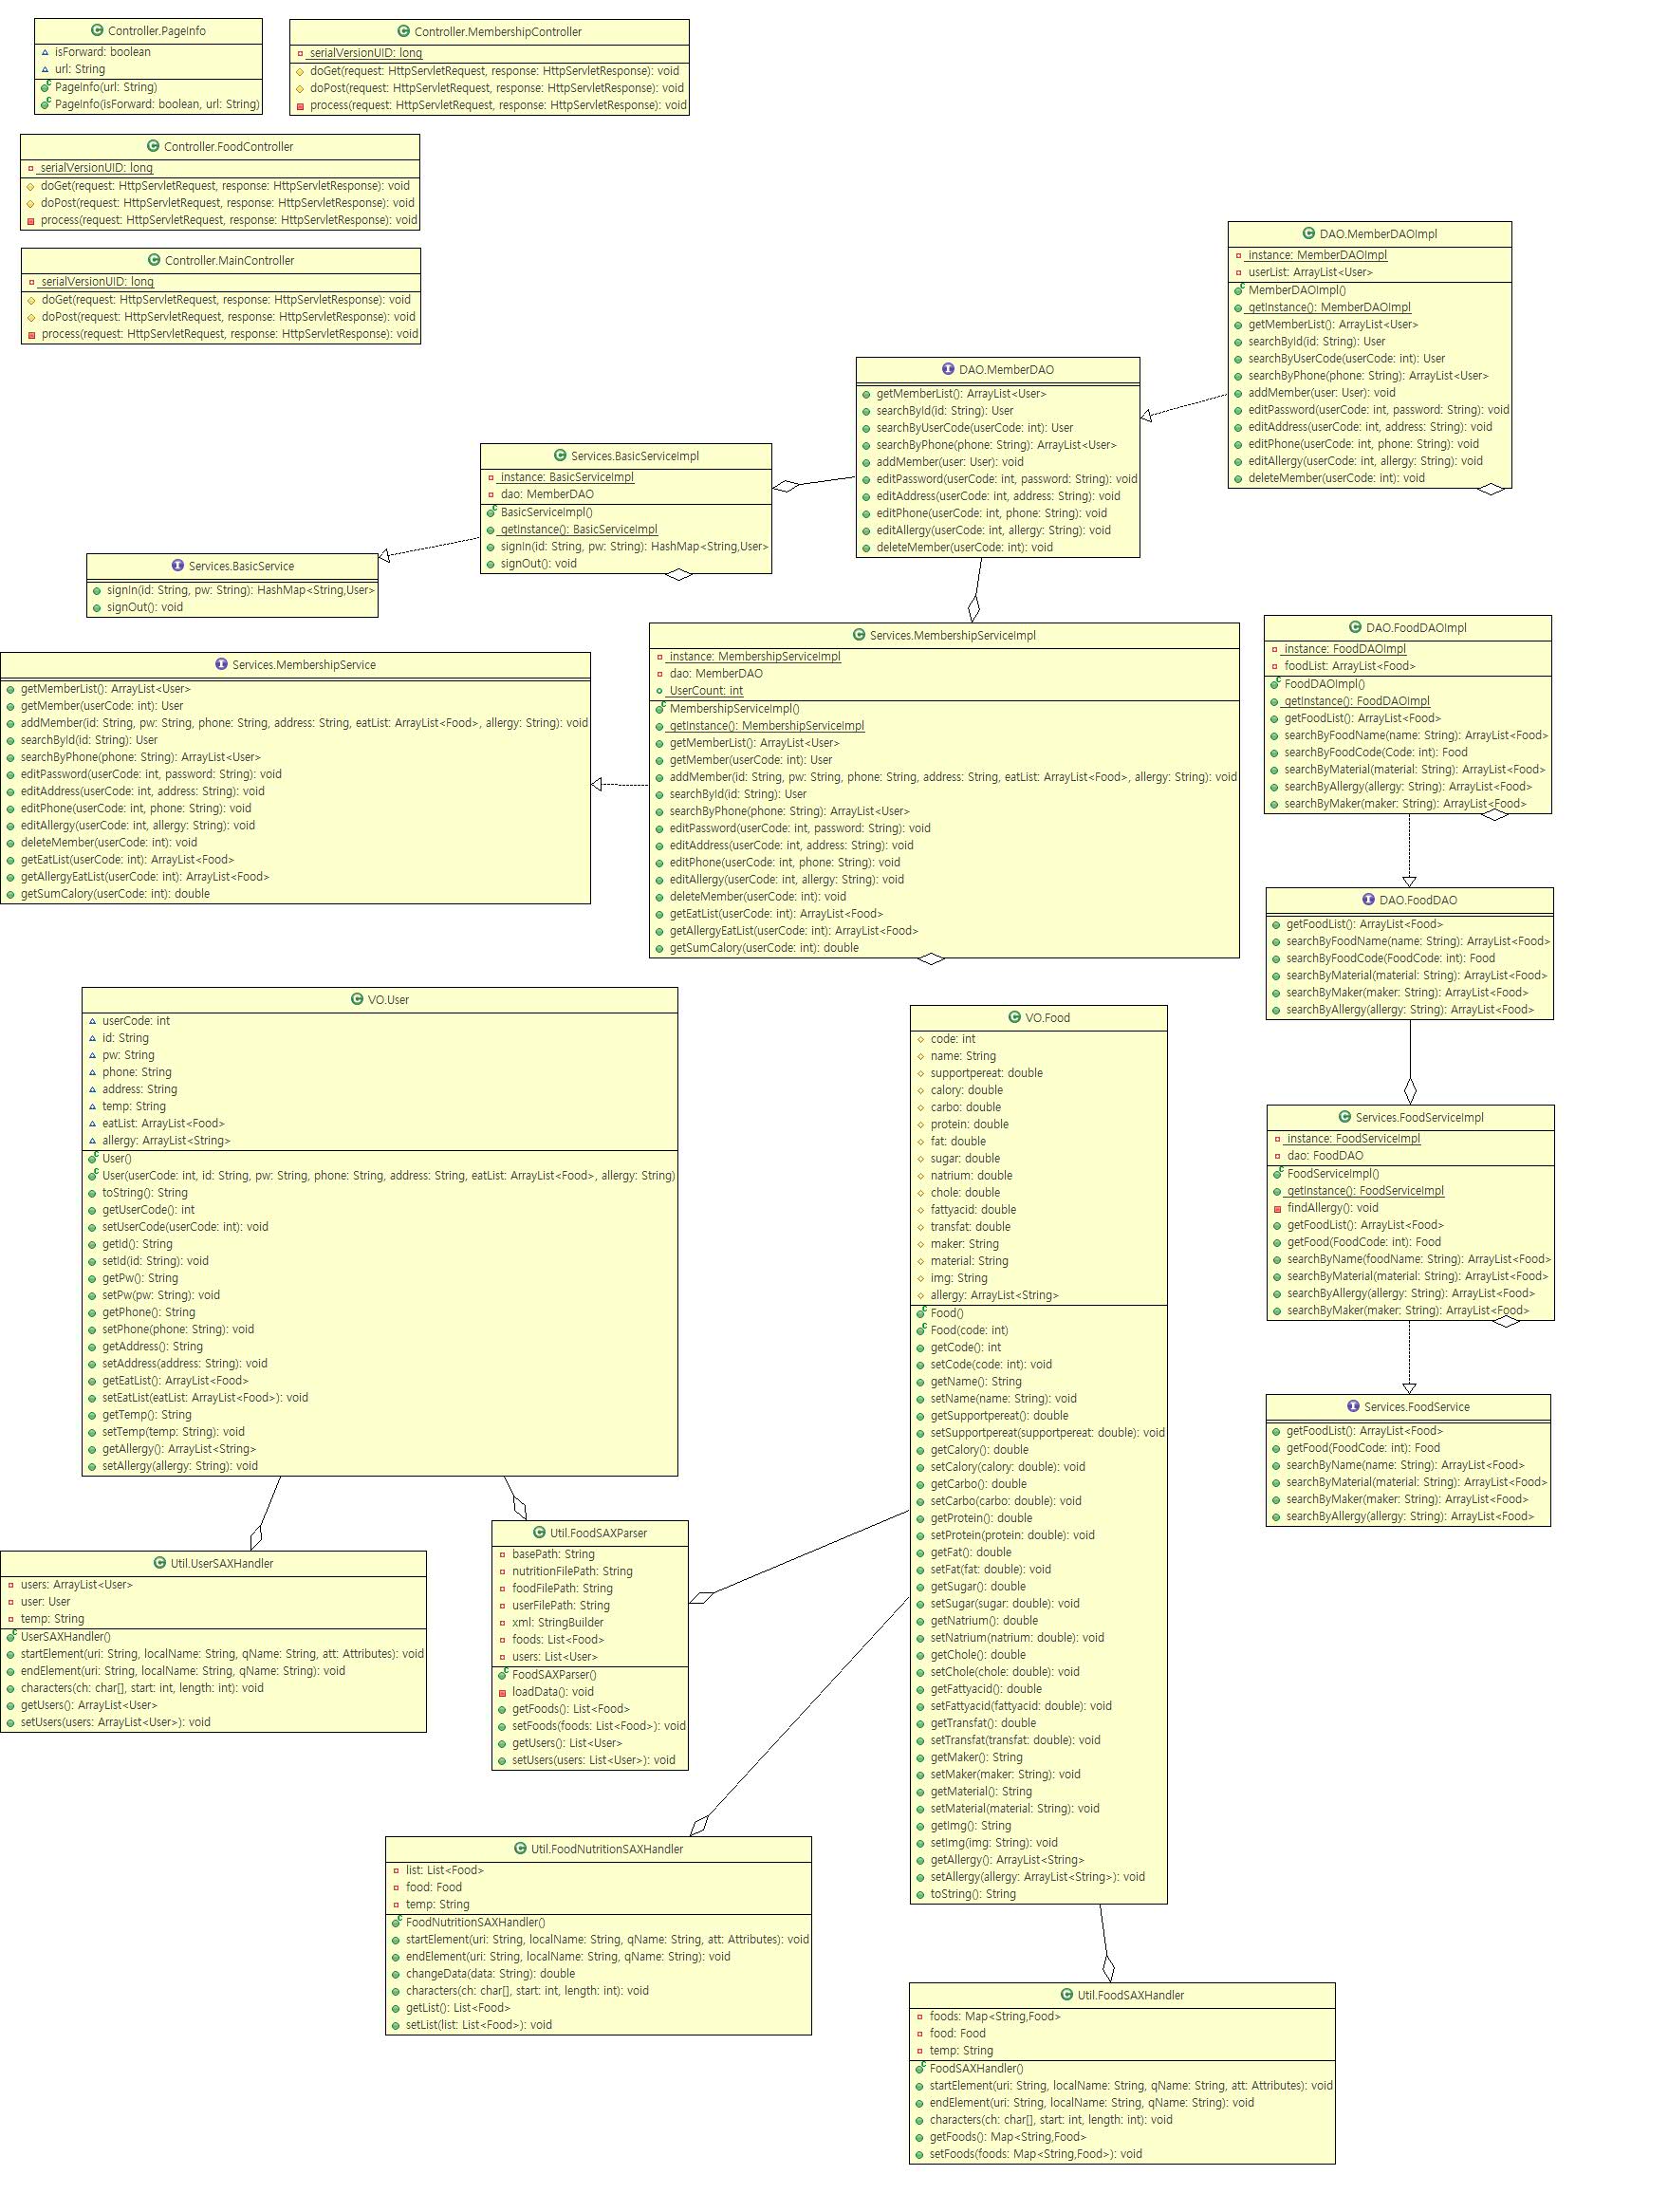 Controller.PageInfo
isForward: boolean
url: String
PageInfo(url: String)
PageInfo(isForward: boolean, url: String)
Controller.MembershipController
serialVersionUID: long
doGet(request: HttpServletRequest, response: HttpServletResponse): void
doPost(request: HttpServletRequest, response: HttpServletResponse): void
process(request: HttpServletRequest, response: HttpServletResponse): void
Controller.FoodController
serialVersionUID: long
doGet(request: HttpServletRequest, response: HttpServletResponse): void
doPost(request: HttpServletRequest, response: HttpServletResponse): void
process(request: HttpServletRequest, response: HttpServletResponse): void
Controller.MainController
serialVersionUID: long
doGet(request: HttpServletRequest, response: HttpServletResponse): void
doPost(request: HttpServletRequest, response: HttpServletResponse): void
process(request: HttpServletRequest, response: HttpServletResponse): void
DAO.MemberDAOImpl
instance: MemberDAOImpl
userList: ArrayList<User>
MemberDAOImpl()
getInstance(): MemberDAOImpl
getMemberList(): ArrayList<User>
searchById(id: String): User
searchByUserCode(userCode: int): User
searchByPhone(phone: String): ArrayList<User>
addMember(user: User): void
editPassword(userCode: int, password: String): void
editAddress(userCode: int, address: String): void
editPhone(userCode: int, phone: String): void
editAllergy(userCode: int, allergy: String): void
deleteMember(userCode: int): void
DAO.MemberDAO
getMemberList(): ArrayList<User>
searchById(id: String): User
searchByUserCode(userCode: int): User
searchByPhone(phone: String): ArrayList<User>
addMember(user: User): void
editPassword(userCode: int, password: String): void
editAddress(userCode: int, address: String): void
editPhone(userCode: int, phone: String): void
editAllergy(userCode: int, allergy: String): void
deleteMember(userCode: int): void
Services.BasicServiceImpl
instance: BasicServiceImpl
dao: MemberDAO
BasicServiceImpl()
getInstance(): BasicServiceImpl
signIn(id: String, pw: String): HashMap<String,User>
signOut(): void
Services.BasicService
signIn(id: String, pw: String): HashMap<String,User>
signOut(): void
Services.MembershipService
getMemberList(): ArrayList<User>
getMember(userCode: int): User
addMember(id: String, pw: String, phone: String, address: String, eatList: ArrayList<Food>, allergy: String): void
searchById(id: String): User
searchByPhone(phone: String): ArrayList<User>
editPassword(userCode: int, password: String): void
editAddress(userCode: int, address: String): void
editPhone(userCode: int, phone: String): void
editAllergy(userCode: int, allergy: String): void
deleteMember(userCode: int): void
getEatList(userCode: int): ArrayList<Food>
getAllergyEatList(userCode: int): ArrayList<Food>
getSumCalory(userCode: int): double
Services.MembershipServiceImpl
instance: MembershipServiceImpl
dao: MemberDAO
UserCount: int
MembershipServiceImpl()
getInstance(): MembershipServiceImpl
getMemberList(): ArrayList<User>
getMember(userCode: int): User
addMember(id: String, pw: String, phone: String, address: String, eatList: ArrayList<Food>, allergy: String): void
searchById(id: String): User
searchByPhone(phone: String): ArrayList<User>
editPassword(userCode: int, password: String): void
editAddress(userCode: int, address: String): void
editPhone(userCode: int, phone: String): void
editAllergy(userCode: int, allergy: String): void
deleteMember(userCode: int): void
getEatList(userCode: int): ArrayList<Food>
getAllergyEatList(userCode: int): ArrayList<Food>
getSumCalory(userCode: int): double
DAO.FoodDAOImpl
instance: FoodDAOImpl
foodList: ArrayList<Food>
FoodDAOImpl()
getInstance(): FoodDAOImpl
getFoodList(): ArrayList<Food>
searchByFoodName(name: String): ArrayList<Food>
searchByFoodCode(Code: int): Food
searchByMaterial(material: String): ArrayList<Food>
searchByAllergy(allergy: String): ArrayList<Food>
searchByMaker(maker: String): ArrayList<Food>
DAO.FoodDAO
getFoodList(): ArrayList<Food>
searchByFoodName(name: String): ArrayList<Food>
searchByFoodCode(FoodCode: int): Food
searchByMaterial(material: String): ArrayList<Food>
searchByMaker(maker: String): ArrayList<Food>
searchByAllergy(allergy: String): ArrayList<Food>
Services.FoodServiceImpl
instance: FoodServiceImpl
dao: FoodDAO
FoodServiceImpl()
getInstance(): FoodServiceImpl
findAllergy(): void
getFoodList(): ArrayList<Food>
getFood(FoodCode: int): Food
searchByName(foodName: String): ArrayList<Food>
searchByMaterial(material: String): ArrayList<Food>
searchByAllergy(allergy: String): ArrayList<Food>
searchByMaker(maker: String): ArrayList<Food>
Services.FoodService
getFoodList(): ArrayList<Food>
getFood(FoodCode: int): Food
searchByName(name: String): ArrayList<Food>
searchByMaterial(material: String): ArrayList<Food>
searchByMaker(maker: String): ArrayList<Food>
searchByAllergy(allergy: String): ArrayList<Food>
VO.User
userCode: int
id: String
pw: String
phone: String
address: String
temp: String
eatList: ArrayList<Food>
allergy: ArrayList<String>
User()
User(userCode: int, id: String, pw: String, phone: String, address: String, eatList: ArrayList<Food>, allergy: String)
toString(): String
getUserCode(): int
setUserCode(userCode: int): void
getId(): String
setId(id: String): void
getPw(): String
setPw(pw: String): void
getPhone(): String
setPhone(phone: String): void
getAddress(): String
setAddress(address: String): void
getEatList(): ArrayList<Food>
setEatList(eatList: ArrayList<Food>): void
getTemp(): String
setTemp(temp: String): void
getAllergy(): ArrayList<String>
setAllergy(allergy: String): void
VO.Food
code: int
name: String
supportpereat: double
calory: double
carbo: double
protein: double
fat: double
sugar: double
natrium: double
chole: double
fattyacid: double
transfat: double
maker: String
material: String
img: String
allergy: ArrayList<String>
Food()
Food(code: int)
getCode(): int
setCode(code: int): void
getName(): String
setName(name: String): void
getSupportpereat(): double
setSupportpereat(supportpereat: double): void
getCalory(): double
setCalory(calory: double): void
getCarbo(): double
setCarbo(carbo: double): void
getProtein(): double
setProtein(protein: double): void
getFat(): double
setFat(fat: double): void
getSugar(): double
setSugar(sugar: double): void
getNatrium(): double
setNatrium(natrium: double): void
getChole(): double
setChole(chole: double): void
getFattyacid(): double
setFattyacid(fattyacid: double): void
getTransfat(): double
setTransfat(transfat: double): void
getMaker(): String
setMaker(maker: String): void
getMaterial(): String
setMaterial(material: String): void
getImg(): String
setImg(img: String): void
getAllergy(): ArrayList<String>
setAllergy(allergy: ArrayList<String>): void
toString(): String
Util.UserSAXHandler
users: ArrayList<User>
user: User
temp: String
UserSAXHandler()
startElement(uri: String, localName: String, qName: String, att: Attributes): void
endElement(uri: String, localName: String, qName: String): void
characters(ch: char[], start: int, length: int): void
getUsers(): ArrayList<User>
setUsers(users: ArrayList<User>): void
Util.FoodSAXParser
basePath: String
nutritionFilePath: String
foodFilePath: String
userFilePath: String
xml: StringBuilder
foods: List<Food>
users: List<User>
FoodSAXParser()
loadData(): void
getFoods(): List<Food>
setFoods(foods: List<Food>): void
getUsers(): List<User>
setUsers(users: List<User>): void
Util.FoodNutritionSAXHandler
list: List<Food>
food: Food
temp: String
FoodNutritionSAXHandler()
startElement(uri: String, localName: String, qName: String, att: Attributes): void
endElement(uri: String, localName: String, qName: String): void
changeData(data: String): double
characters(ch: char[], start: int, length: int): void
getList(): List<Food>
setList(list: List<Food>): void
Util.FoodSAXHandler
foods: Map<String,Food>
food: Food
temp: String
FoodSAXHandler()
startElement(uri: String, localName: String, qName: String, att: Attributes): void
endElement(uri: String, localName: String, qName: String): void
characters(ch: char[], start: int, length: int): void
getFoods(): Map<String,Food>
setFoods(foods: Map<String,Food>): void